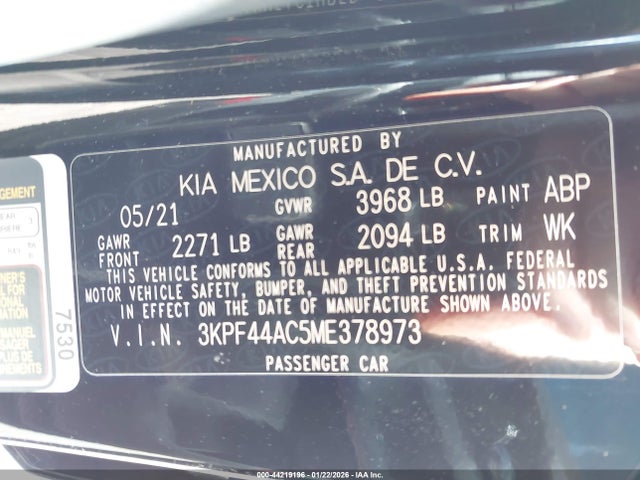 MANUFACTURED BY
KIA MEXICO S.A. DE C.V.
05/21 GVWR 3968 LB PAINT ABP
GAWR FRONT 2271 LB GAWR REAR 2094 LB TRIM WK
THIS VEHICLE CONFORMS TO ALL APPLICABLE U.S.A. FEDERAL
MOTOR VEHICLE SAFETY, BUMPER, AND THEFT PREVENTION STANDARDS
IN EFFECT ON THE DATE OF MANUFACTURE SHOWN ABOVE.
V.I.N. 3KPF44AC5ME378973
PASSENGER CAR
7530
000-44219196 - 01/22/2026 - IAAI Inc.